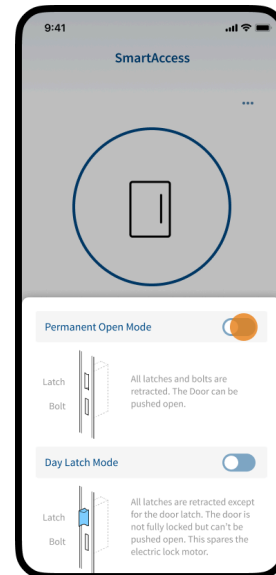 9:41
SmartAccess
Permanent Open Mode
Latch
Bolt
All latches and bolts are
retracted. The Door can be
pushed open.
Day Latch Mode
Latch
Bolt
All latches are retracted except
for the door latch. The door is
not fully locked but can't be
pushed open. This spares the
electric lock motor.